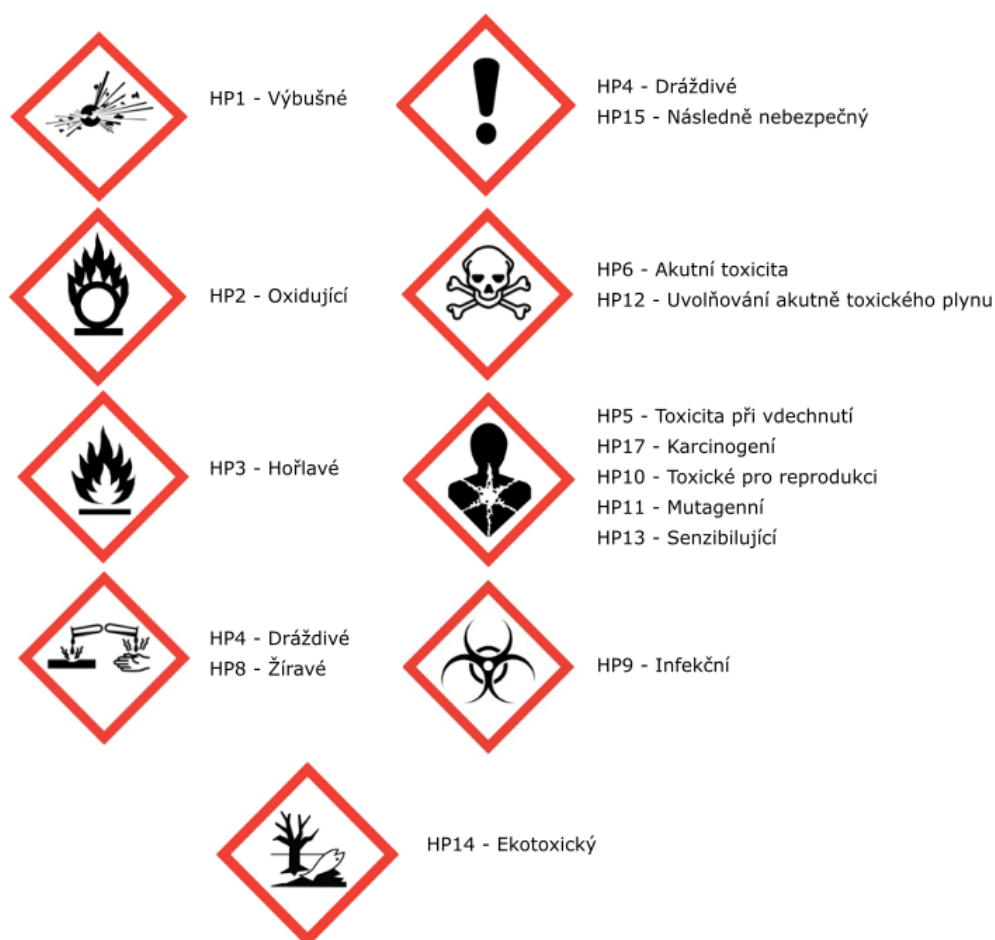 HP1 - Výbušné
HP4 - Dráždivé
HP15 - Následně nebezpečný
HP2 - Oxidující
HP6 - Akutní toxicita
HP12 - Uvolňování akutně toxického plynu
HP3 - Hořlavé
HP5 - Toxicita při vdechnutí
HP17 - Karcinogení
HP10 - Toxické pro reprodukci
HP11 - Mutagenní
HP13 - Senzibilující
HP4 - Dráždivé
HP8 - Žíravé
HP9 - Infekční
HP14 - Ekotoxický